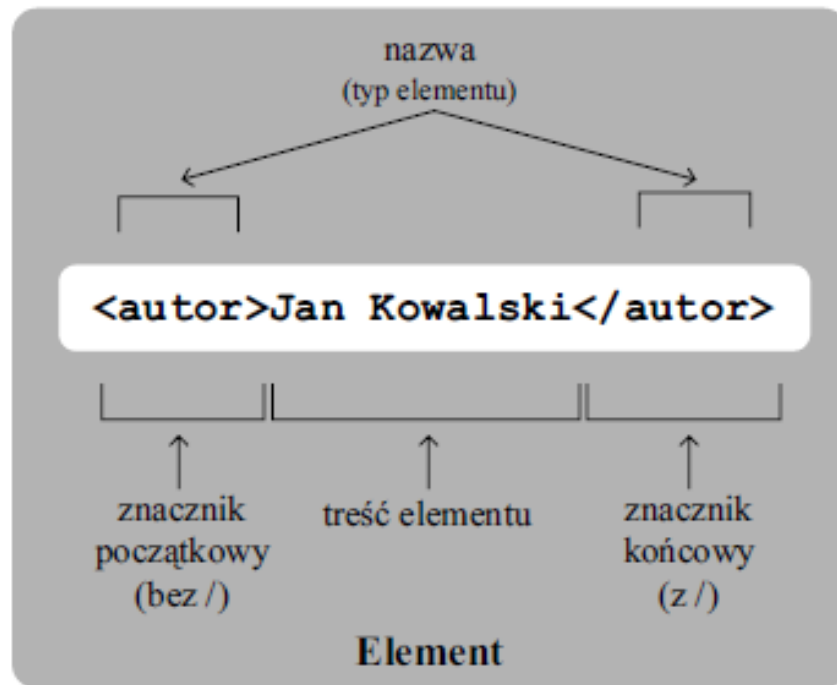 nazwa
(typ elementu)
<autor>Jan Kowalski</autor>
znacznik
początkowy
(bez /)
treść elementu
znacznik
końcowy
(z /)
Element